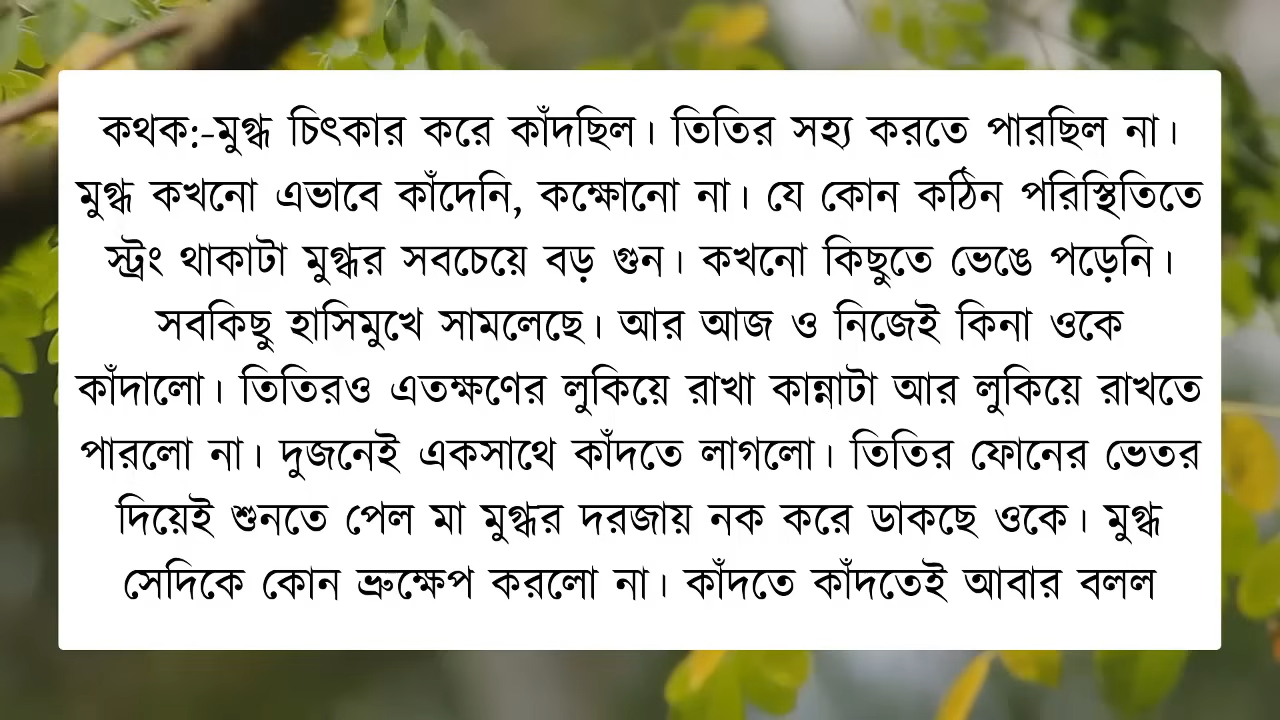 কথক:-মুগ্ধ চিৎকার করে কাঁদছিল। তিতির সহ্য করতে পারছিল না।
মুগ্ধ কখনো এভাবে কাঁদেনি, কক্ষোনো না। যে কোন কঠিন পরিস্থিতিতে
স্ট্রং থাকাটা মুগ্ধর সবচেয়ে বড় গুন। কখনো কিছুতে ভেঙে পড়েনি।
সবকিছু হাসিমুখে সামলেছে। আর আজ ও নিজেই কিনা ওকে
কাঁদালো। তিতিরও এতক্ষণের লুকিয়ে রাখা কান্নাটা আর লুকিয়ে রাখতে
পারলো না। দুজনেই একসাথে কাঁদতে লাগলো। তিতির ফোনের ভেতর
দিয়েই শুনতে পেল মা মুগ্ধর দরজায় নক করে ডাকছে ওকে। মুগ্ধ
সেদিকে কোন ভ্রুক্ষেপ করলো না। কাঁদতে কাঁদতেই আবার বলল